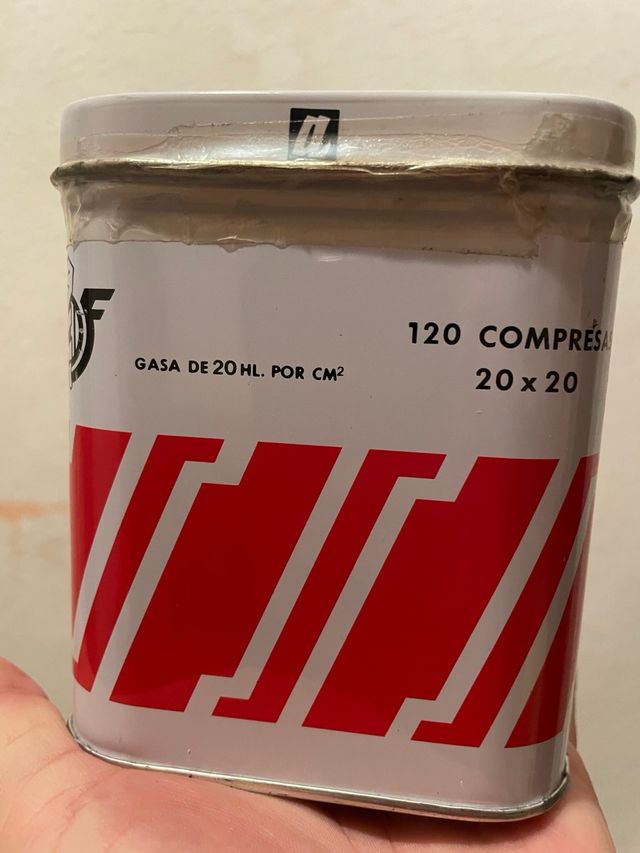 a
F
GASA DE 20 HL. POR CM²
120 COMPRESAS
20 x 20